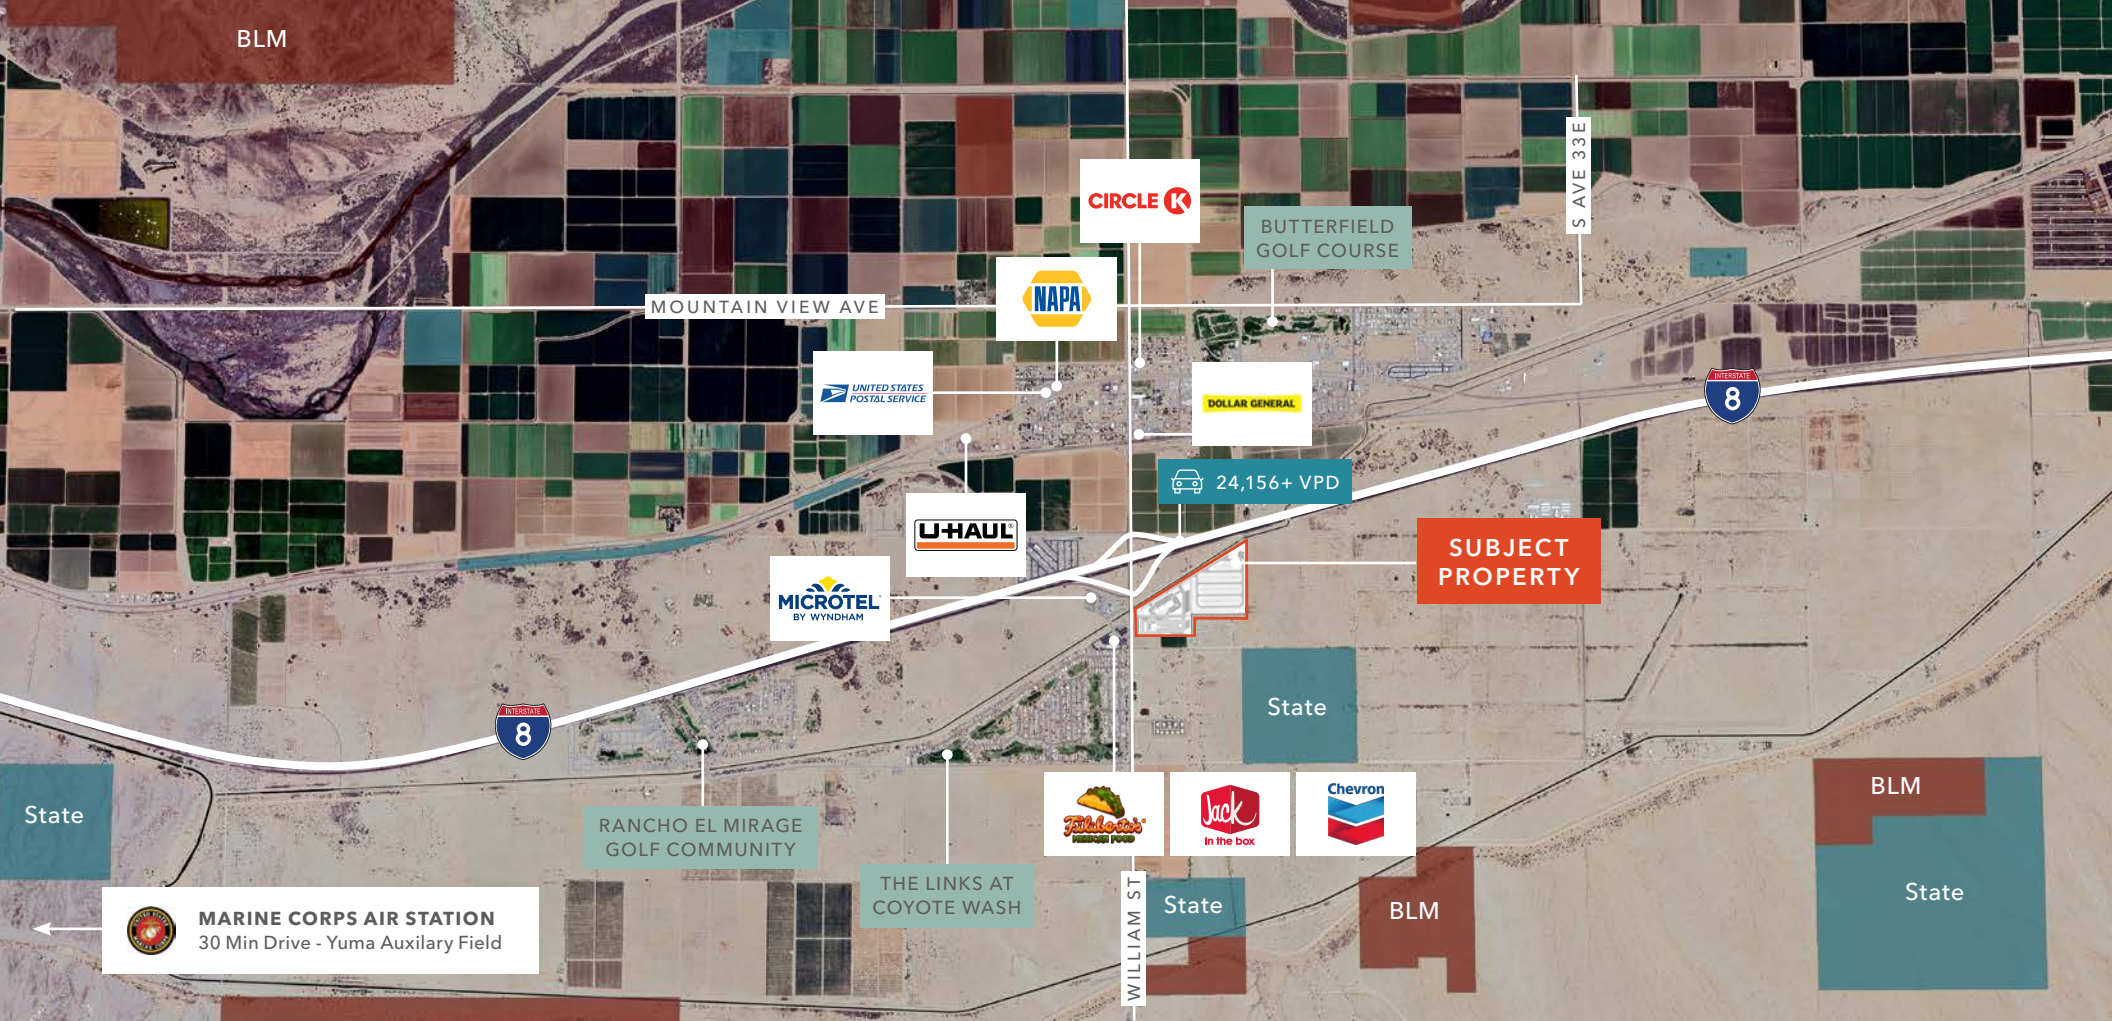 BLM
S AVE 33E
CIRCLE K
BUTTERFIELD
GOLF COURSE
NAPA
MOUNTAIN VIEW AVE
UNITED STATES
POSTAL SERVICE
DOLLAR GENERAL
INTERSTATE
8
24,156+ VPD
U-HAUL
SUBJECT
PROPERTY
MICROTEL
BY WYNDHAM
State
INTERSTATE
8
State
RANCHO EL MIRAGE
GOLF COMMUNITY
Filiberto's
MEXICAN FOOD
Jack
in the box
Chevron
BLM
State
THE LINKS AT
COYOTE WASH
WILLIAM ST
State
BLM
MARINE CORPS AIR STATION
30 Min Drive - Yuma Auxilary Field